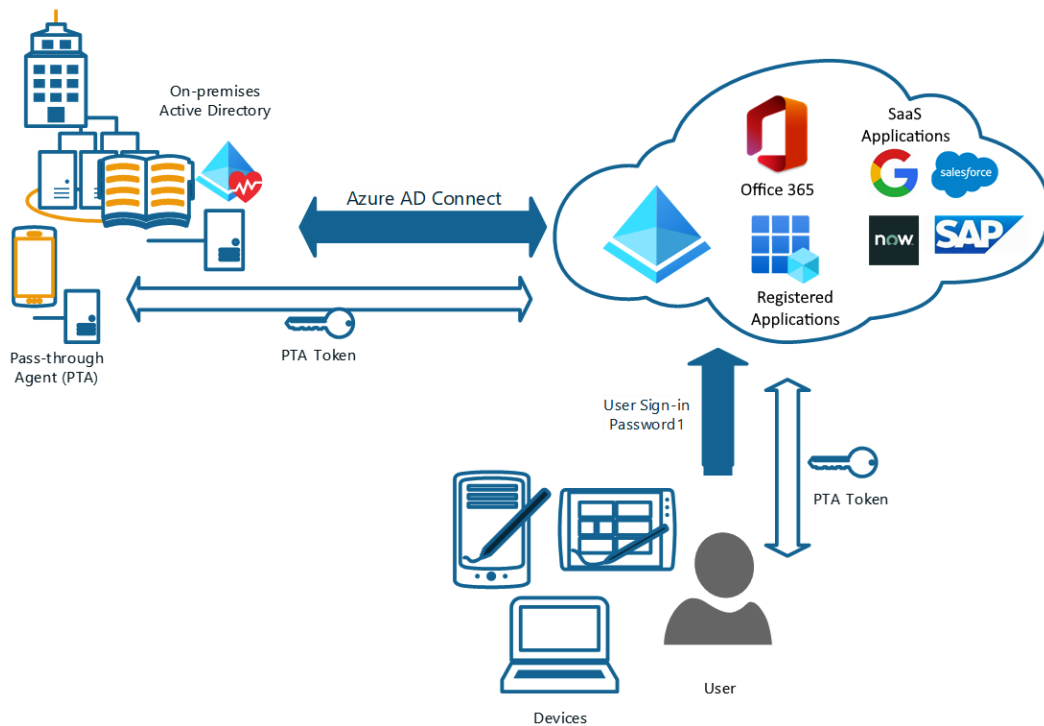 On-premises
Active Directory
Azure AD Connect
PTA Token
Pass-through
Agent (PTA)
Office 365
SaaS
Applications
salesforce
now
SAP
Registered
Applications
User Sign-in
Password1
PTA Token
User
Devices